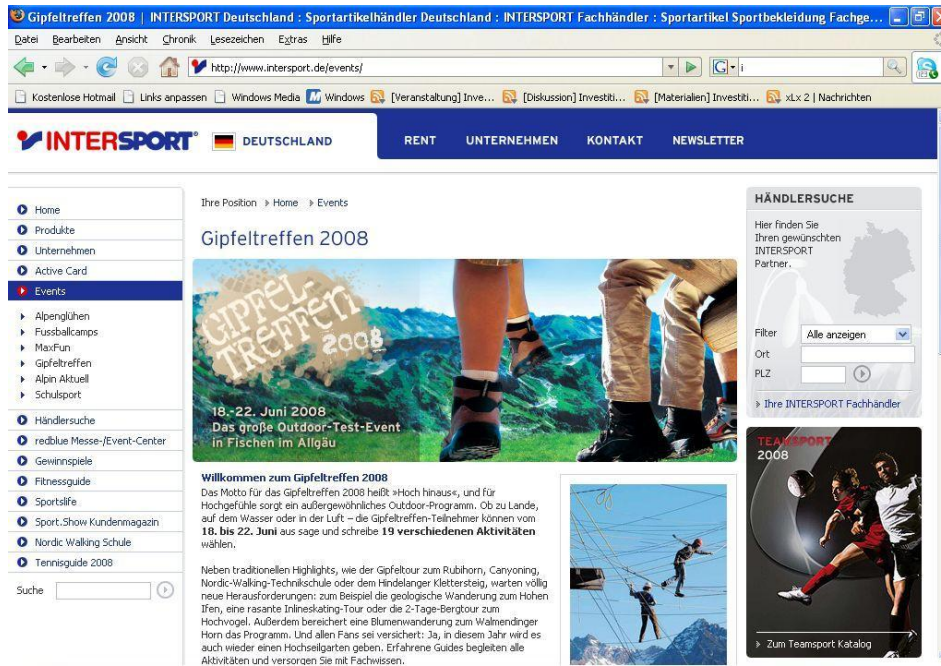 Gipfeltreffen 2008 | INTERSPORT Deutschland : Sportartikelhändler Deutschland : INTERSPORT Fachhändler : Sportartikel Sportbekleidung Fachge...
Datei Bearbeiten Ansicht Chronik Lesezeichen Extras Hilfe
http://www.intersport.de/events/
G
i
Kostenlose Hotmail
Links anpassen
Windows Media
Windows
[Veranstaltung] Inve...
[Diskussion] Investiti...
[Materialien] Investiti...
xLx 2 | Nachrichten
INTERSPORT
DEUTSCHLAND
RENT UNTERNEHMEN KONTAKT NEWSLETTER
Home
Produkte
Unternehmen
Active Card
Events
Alpenglühen
Fussballcamps
MaxFun
Gipfeltreffen
Alpin Aktuell
Schulsport
Händlersuche
redblue Messe-/Event-Center
Gewinnspiele
Fitnessguide
Sportslife
Sport.Show Kundenmagazin
Nordic Walking Schule
Tennisguide 2008
Suche
Ihre Position Home Events
Gipfeltreffen 2008
GIPFEL
TREFFEN
2008
18.-22. Juni 2008
Das große Outdoor-Test-Event
in Fischen im Allgäu
Willkommen zum Gipfeltreffen 2008
Das Motto für das Gipfeltreffen 2008 heißt »Hoch hinaus«, und für
Hochgefühle sorgt ein außergewöhnliches Outdoor-Programm. Ob zu Lande,
auf dem Wasser oder in der Luft – die Gipfeltreffen-Teilnehmer können vom
18. bis 22. Juni aus sage und schreibe 19 verschiedenen Aktivitäten
wählen.
Neben traditionellen Highlights, wie der Gipfeltour zum Rubihorn, Canyoning,
Nordic-Walking-Technikschule oder dem Hindelanger Klettersteig, warten völlig
neue Herausforderungen: zum Beispiel die geologische Wanderung zum Hohen
Ifen, eine rasante Inlineskating-Tour oder die 2-Tage-Bergtour zum
Hochvogel. Außerdem bereichert eine Blumenwanderung zum Walmendinger
Horn das Programm. Und allen Fans sei versichert: Ja, in diesem Jahr wird es
auch wieder einen Hochseilgarten geben. Erfahrene Guides begleiten alle
Aktivitäten und versorgen Sie mit Fachwissen.
HÄNDLERSUCHE
Hier finden Sie
Ihren gewünschten
INTERSPORT
Partner.
Filter Alle anzeigen
Ort
PLZ
Ihre INTERSPORT Fachhändler
TEAMSPORT
2008
Zum Teamsport Katalog